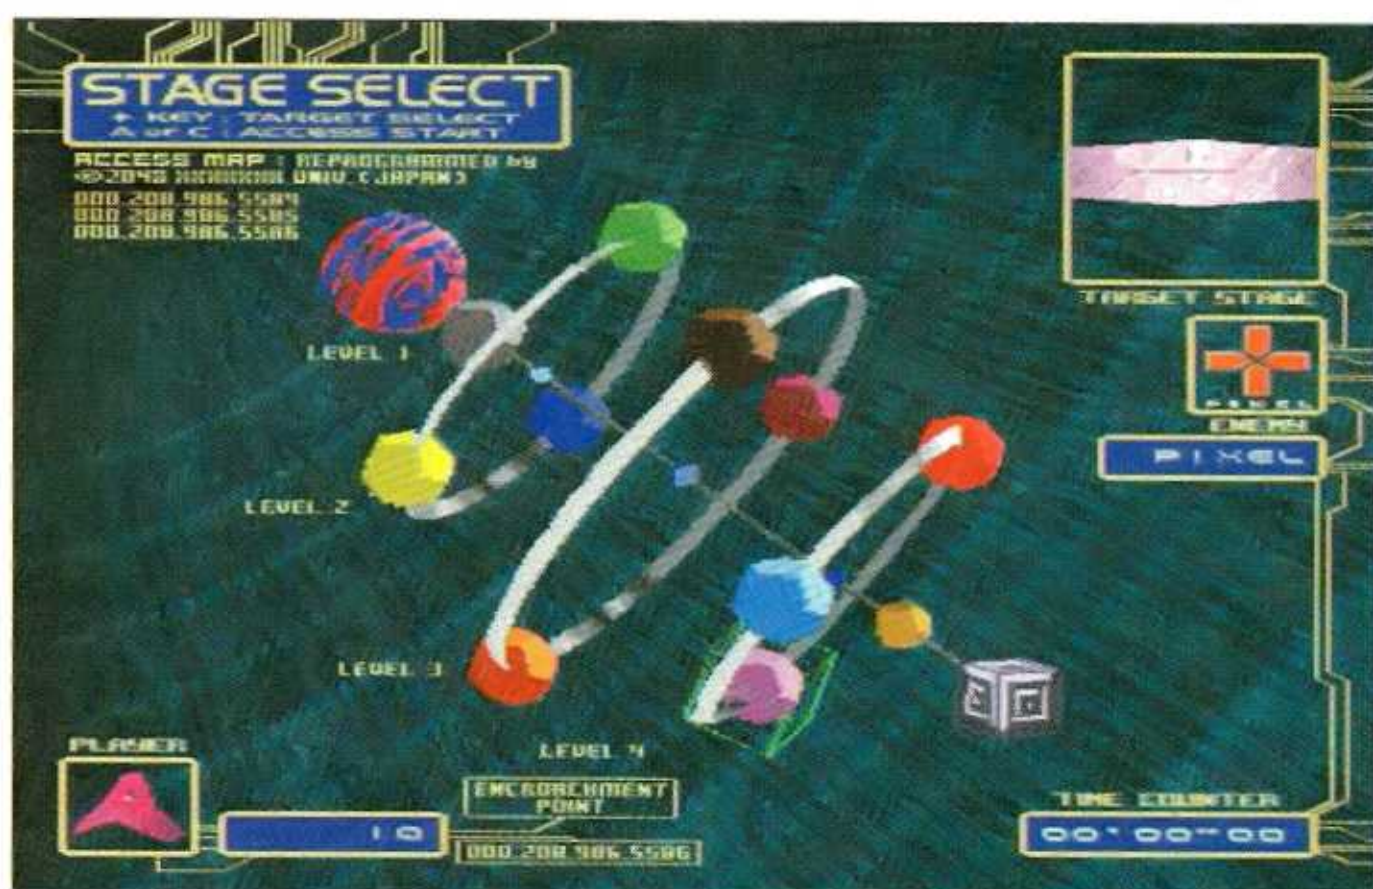 STAGE SELECT
+ KEY : TARGET SELECT
A or C : ACCESS START
ACCESS MAP : REPROGRAMMED by
UNIV. (JAPAN)
000.208.986.5584
000.208.986.5585
000.208.986.5586
LEVEL 1
LEVEL 2
LEVEL 3
LEVEL 4
TARGET STAGE
PIXEL
ENEMY
PIXEL
PLAYER
10
ENCROACHMENT
POINT
000.208.986.5586
TIME COUNTER
00'00"00